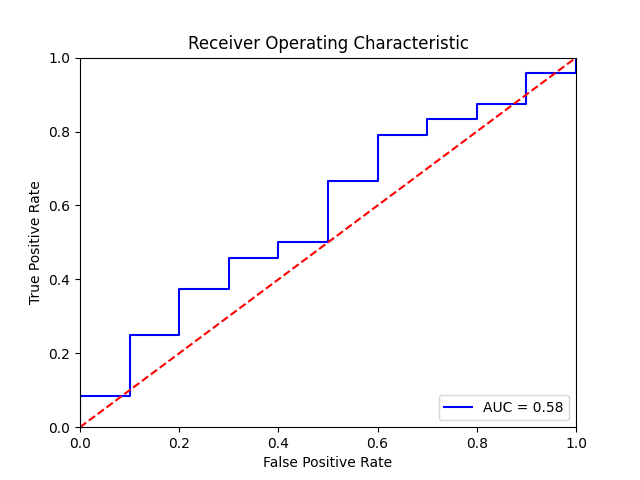 Receiver Operating Characteristic
True Positive Rate
1.0
0.8
0.6
0.4
0.2
0.0
0.0 0.2 0.4 0.6 0.8 1.0
False Positive Rate
AUC = 0.58